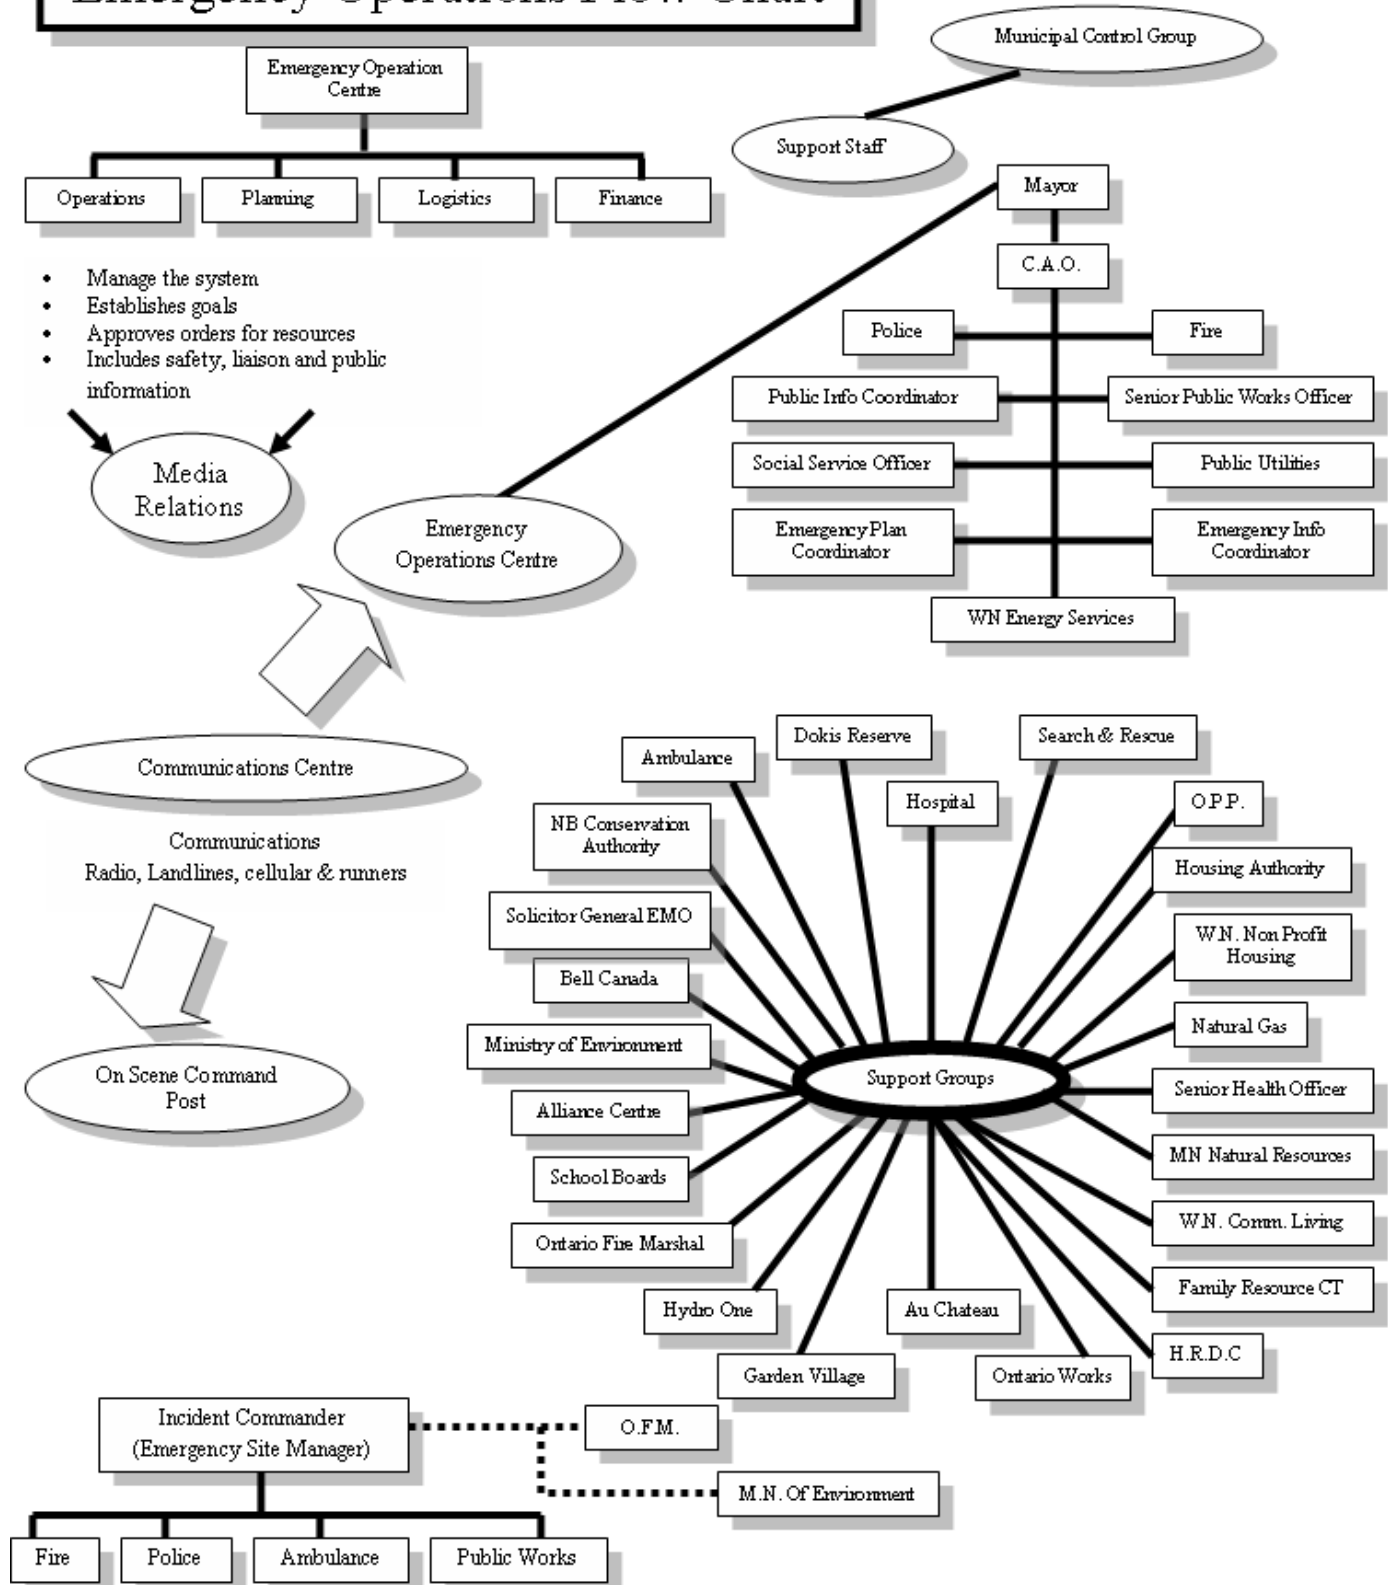 Emergency Operations Flow Chart
Municipal Control Group
Emergency Operation
Centre
Support Staff
Operations
Planning
Logistics
Finance
Mayor
C.A.O.
• Manage the system
• Establishes goals
• Approves orders for resources
• Includes safety, liaison and public
information
Police
Fire
Public Info Coordinator
Senior Public Works Officer
Social Service Officer
Public Utilities
Emergency Plan
Coordinator
Emergency Info
Coordinator
WN Energy Services
Media
Relations
Emergency
Operations Centre
Communications Centre
Communications
Radio, Landlines, cellular & runners
On Scene Command
Post
Dokis Reserve
Search & Rescue
Ambulance
Hospital
O.P.P.
NB Conservation
Authority
Housing Authority
Solicitor General EMO
W.N. Non Profit
Housing
Bell Canada
Natural Gas
Ministry of Environment
Support Groups
Senior Health Officer
Alliance Centre
MN Natural Resources
School Boards
W.N. Comm. Living
Ontario Fire Marshal
Family Resource CT
Hydro One
Au Chateau
H.R.D.C
Garden Village
Ontario Works
Incident Commander
(Emergency Site Manager)
O.F.M.
M.N. Of Environment
Fire
Police
Ambulance
Public Works